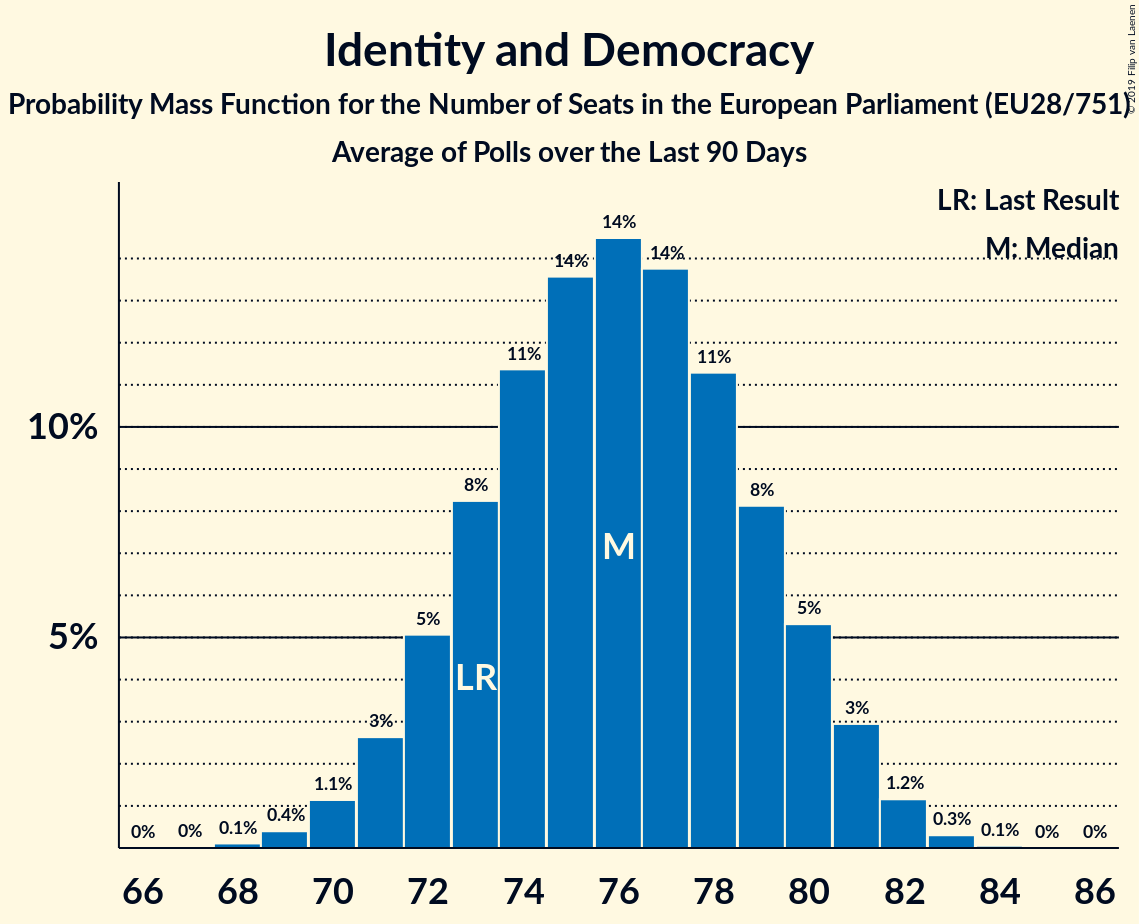 Identity and Democracy
Probability Mass Function for the Number of Seats in the European Parliament (EU28/751)
Average of Polls over the Last 90 Days
© 2019 Filip van Laenen
LR: Last Result
M: Median
10%
5%
0%
0%
0.1%
0.4%
1.1%
3%
5%
8%
11%
14%
14%
14%
11%
8%
5%
3%
1.2%
0.3%
0.1%
0%
0%
LR
M
66 68 70 72 74 76 78 80 82 84 86